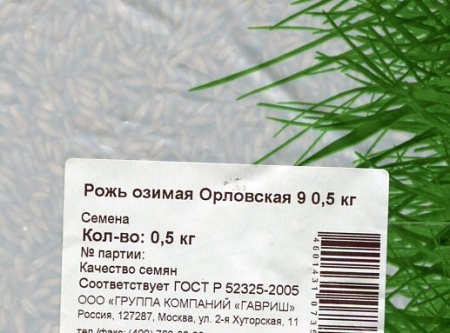 Рожь озимая Орловская 9 0,5 кг
Семена
Кол-во: 0,5 кг
№ партии:
Качество семян
Соответствует ГОСТ Р 52325-2005
ООО «ГРУППА КОМПАНИЙ «ГАВРИШ»
Россия, 127287, Москва, ул. 2-я Хуторская, 11
4601431073